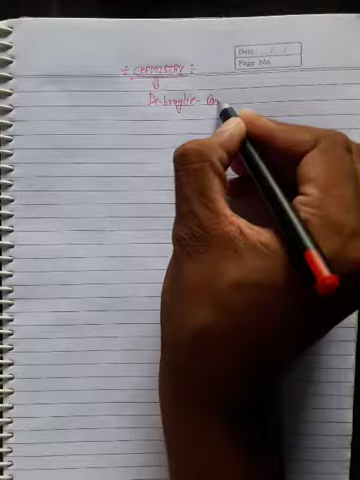 Date : / /
Page No.
÷ CHEMISTRY :
De-broglie-